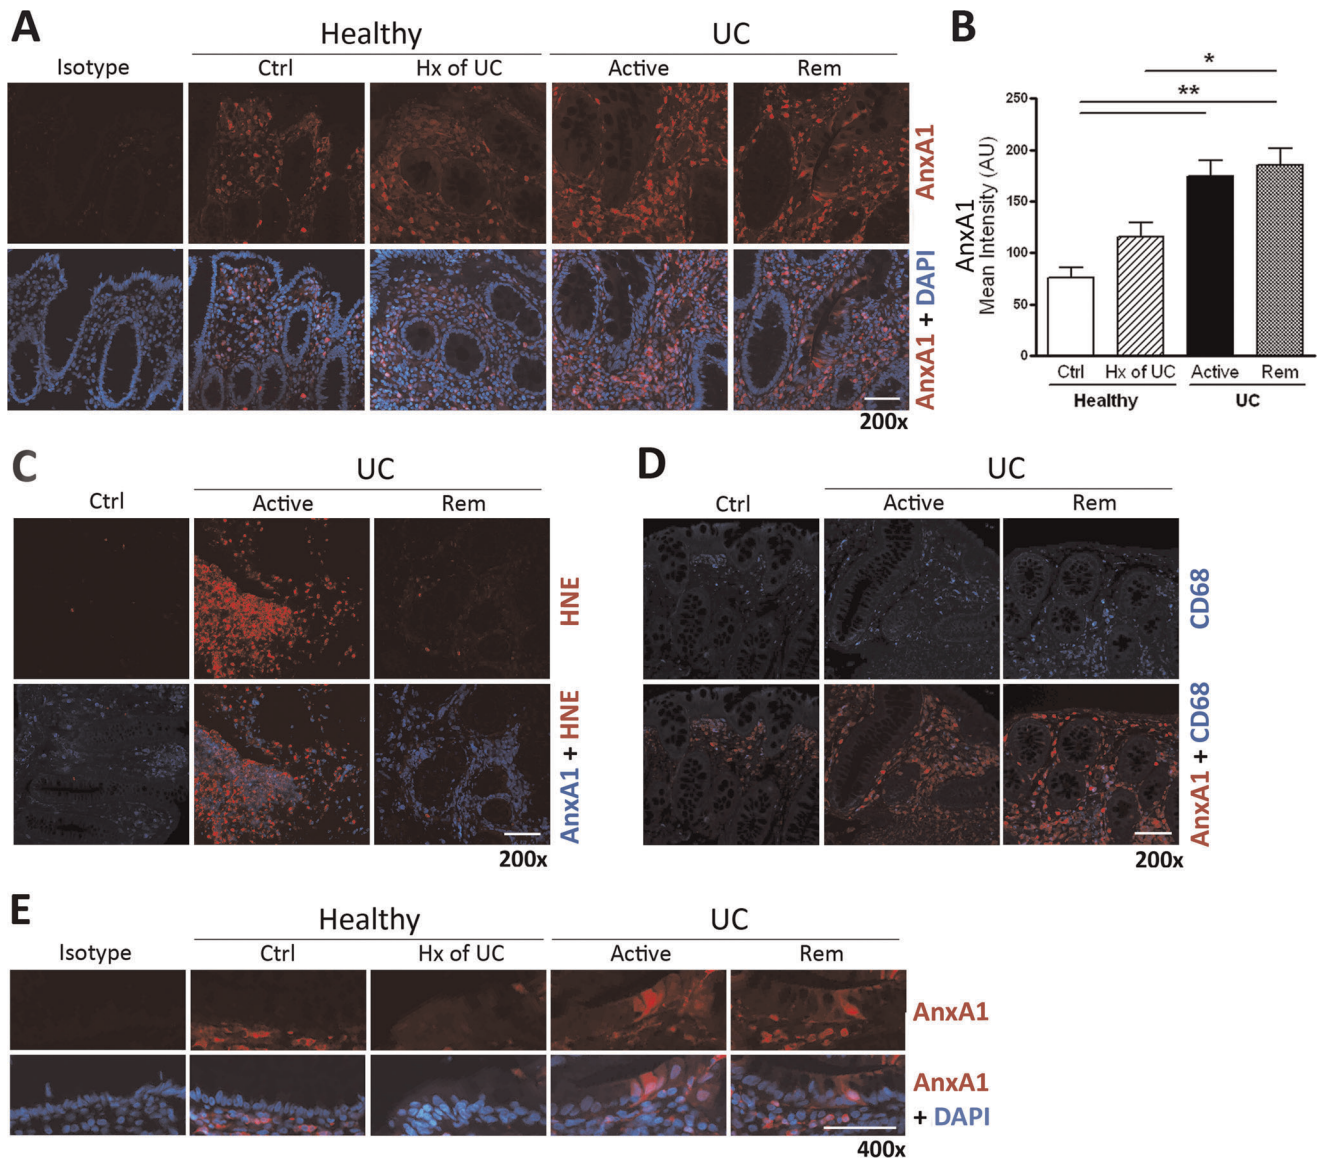 A
Healthy
UC
Isotype
Ctrl
Hx of UC
Active
Rem
AnxA1
AnxA1 + DAPI
200x
B
*
**
250
200
150
100
50
0
AnxA1
Mean Intensity (AU)
Ctrl
Hx of UC
Active
Rem
Healthy
UC
C
UC
Ctrl
Active
Rem
HNE
AnxA1 + HNE
200x
D
UC
Ctrl
Active
Rem
CD68
AnxA1 + CD68
200x
E
Healthy
UC
Isotype
Ctrl
Hx of UC
Active
Rem
AnxA1
AnxA1
+ DAPI
400x